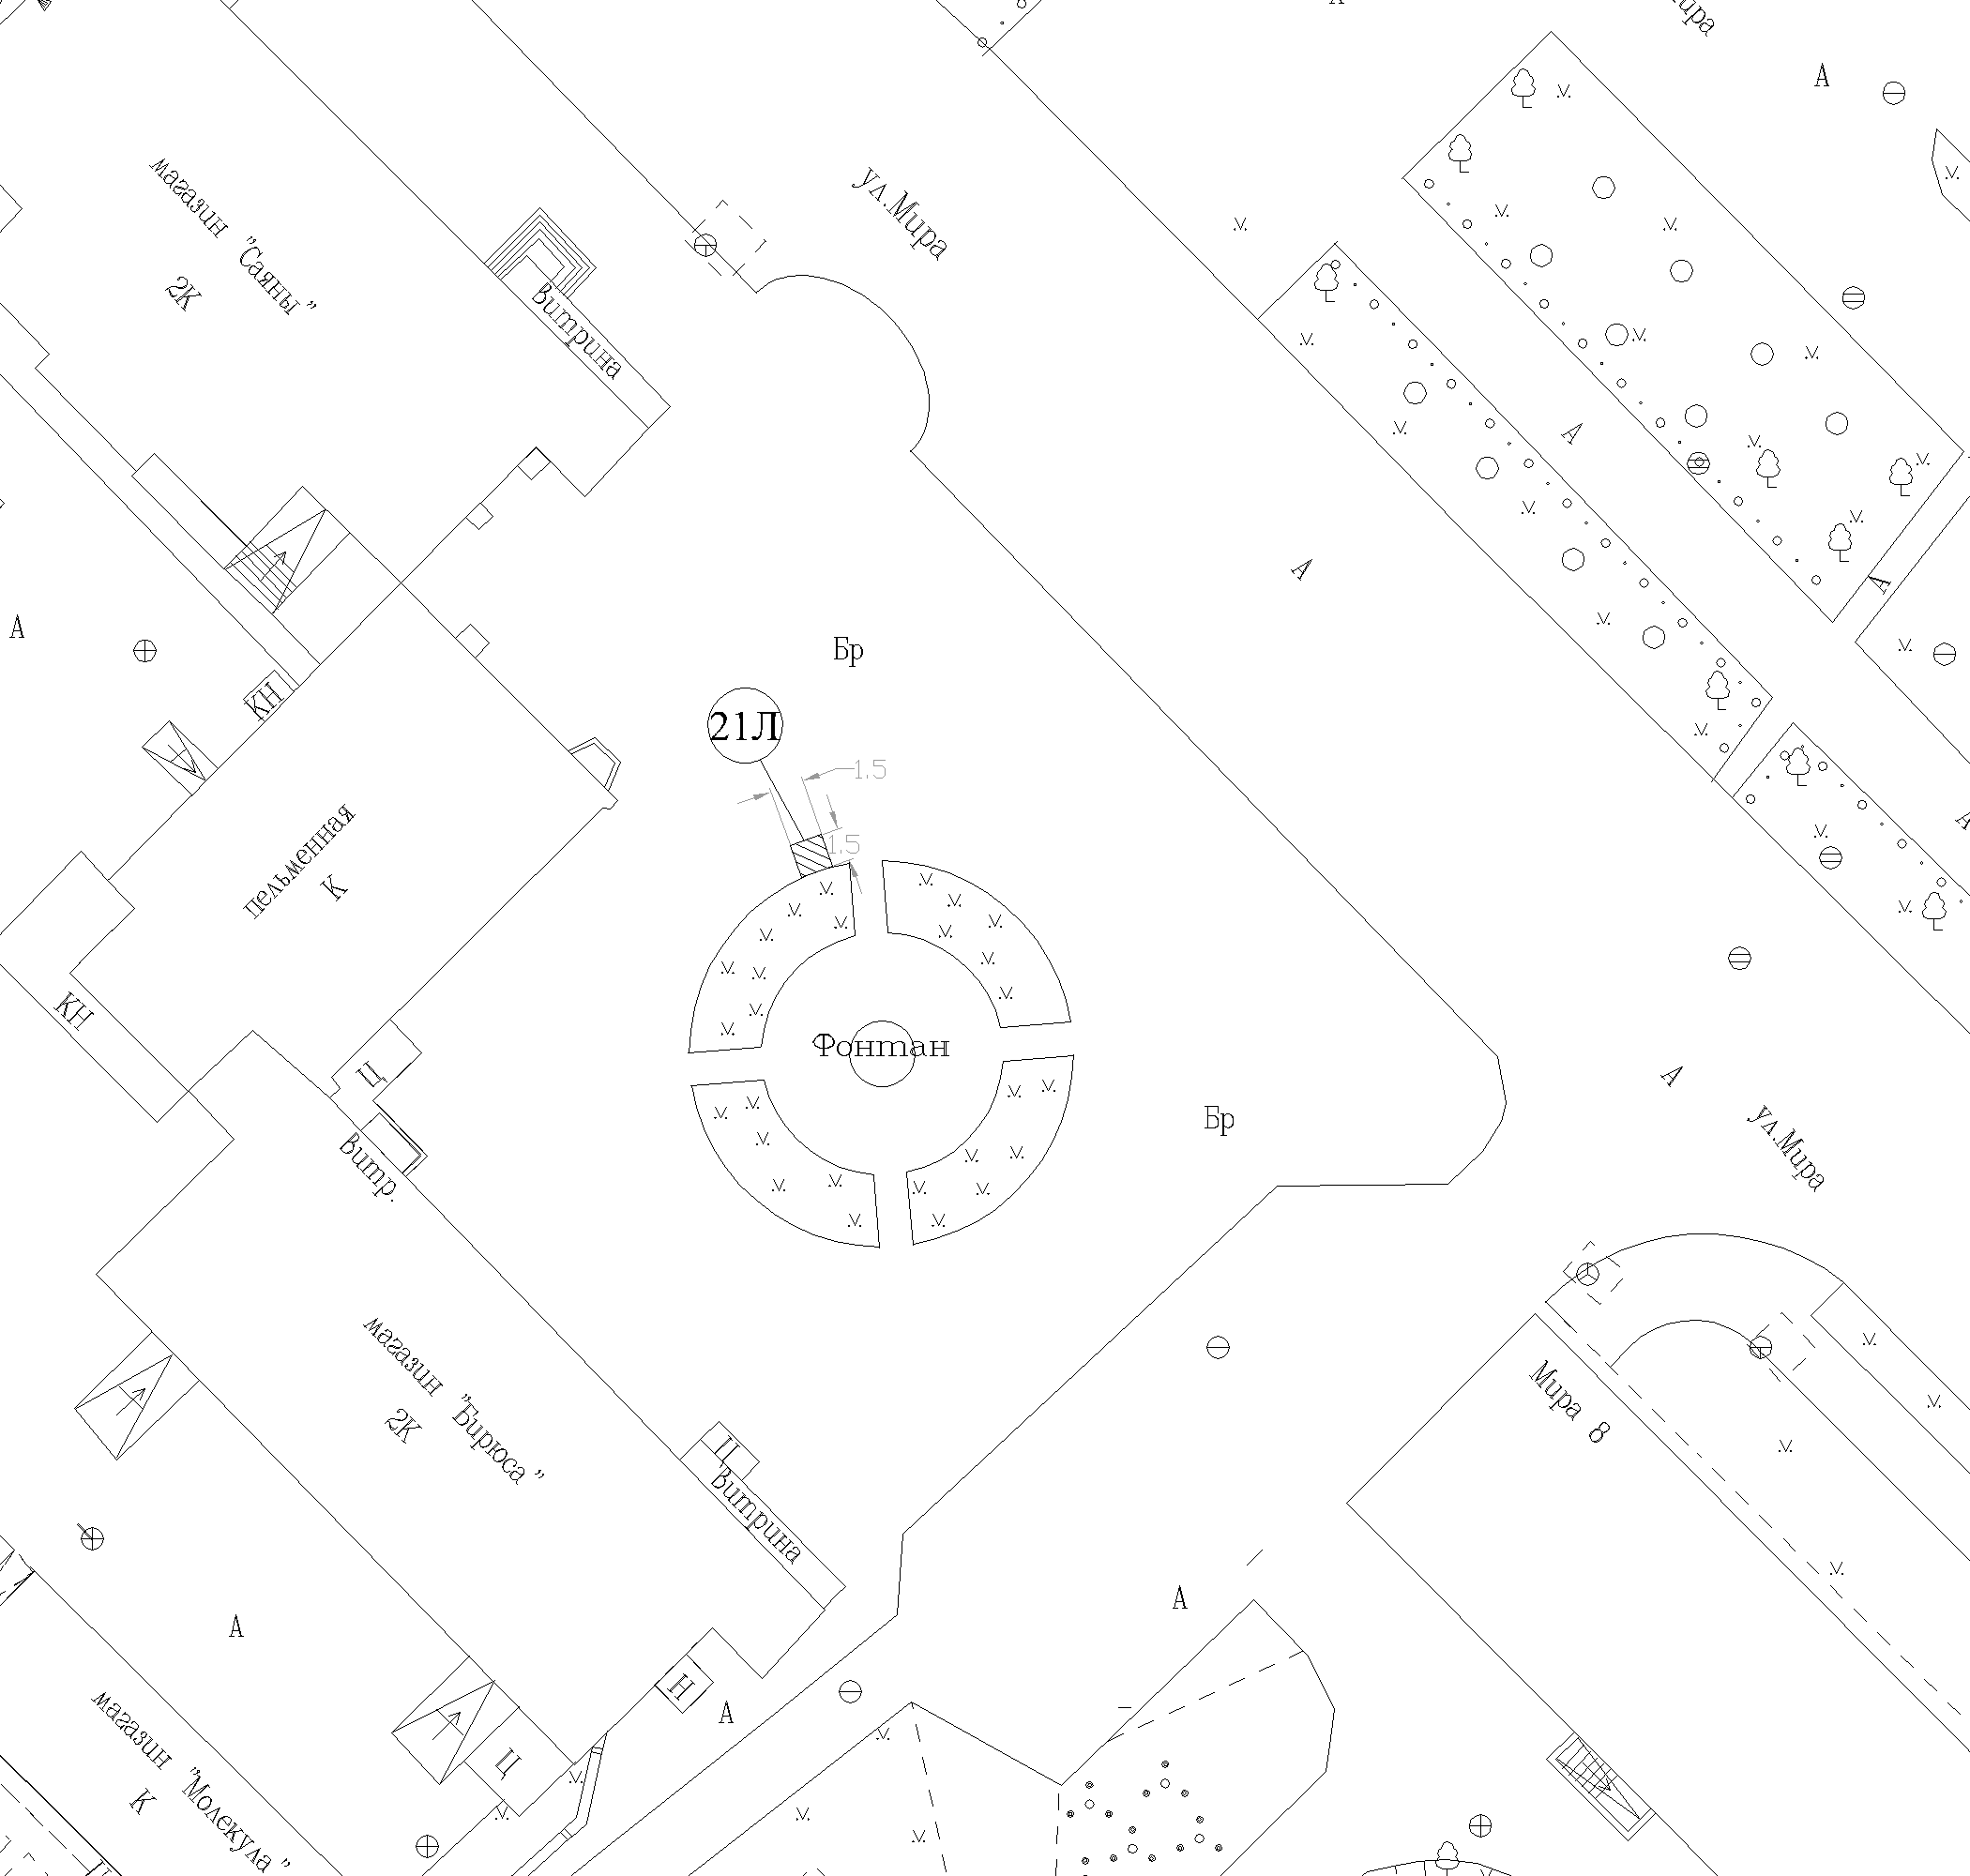 А
ира
А
магазин "Саяны"
2К
ул.Мира
Витрина
А
А
А
А
Бр
КН
21Л
1.5
1.5
А
пельменная
К
КН
Фонтан
Ц
А
Бр
ул.Мира
Витр.
магазин "Бирюса"
2К
Мира 8
Ц
Витрина
А
А
Н
А
магазин "Молекула"
К
Ц